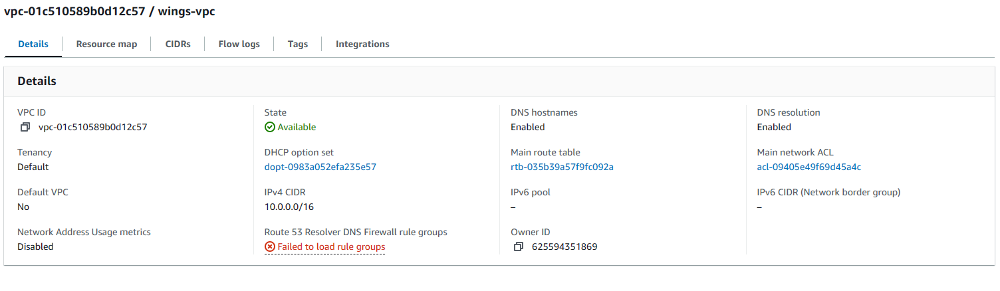 vpc-01c510589b0d12c57 / wings-vpc
Details
Resource map
CIDRs
Flow logs
Tags
Integrations
Details
VPC ID
vpc-01c510589b0d12c57
State
Available
DNS hostnames
Enabled
DNS resolution
Enabled
Tenancy
Default
DHCP option set
dopt-0983a052efa235e57
Main route table
rtb-035b39a57f9fc092a
Main network ACL
acl-09405e49f69d45a4c
Default VPC
No
IPv4 CIDR
10.0.0.0/16
IPv6 pool
–
IPv6 CIDR (Network border group)
–
Network Address Usage metrics
Disabled
Route 53 Resolver DNS Firewall rule groups
Failed to load rule groups
Owner ID
625594351869